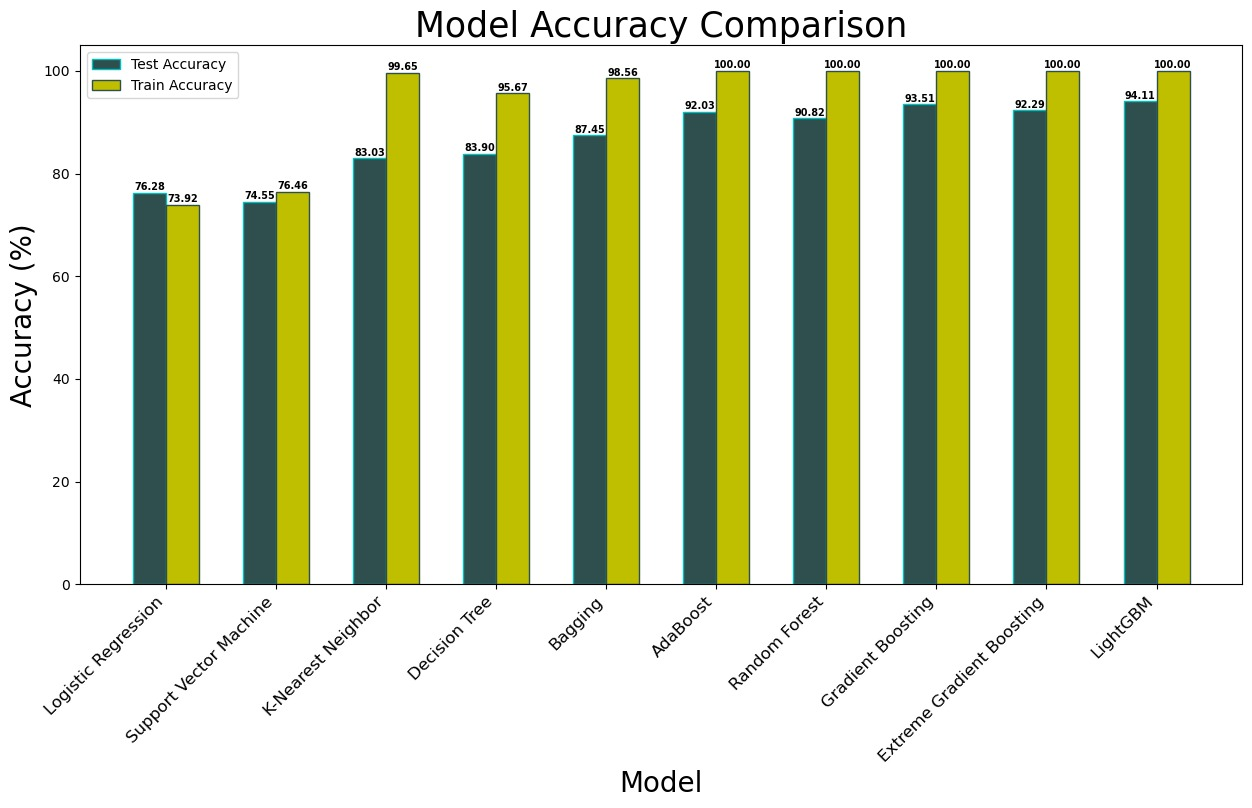 Model Accuracy Comparison
Test Accuracy
Train Accuracy
Accuracy (%)
100
80
60
40
20
0
76.28
73.92
74.55
76.46
83.03
99.65
83.90
95.67
87.45
98.56
92.03
100.00
90.82
100.00
93.51
100.00
92.29
100.00
94.11
100.00
Logistic Regression
Support Vector Machine
K-Nearest Neighbor
Decision Tree
Bagging
AdaBoost
Random Forest
Gradient Boosting
Extreme Gradient Boosting
LightGBM
Model